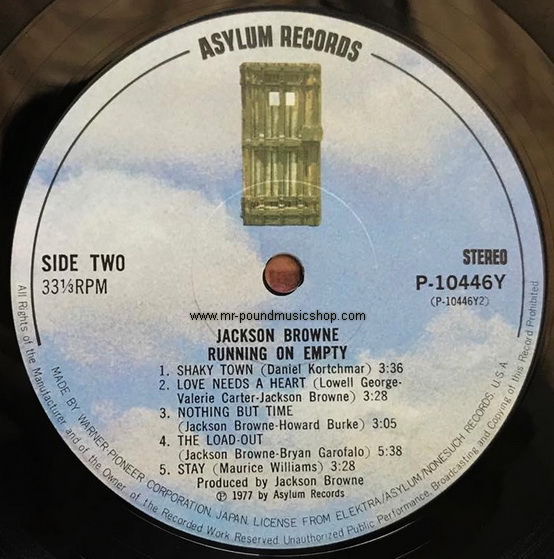 ASYLUM RECORDS
SIDE TWO
33⅓RPM
STEREO
P-10446Y
(P-10446Y2)
www.mr-poundmusicshop.com
JACKSON BROWNE
RUNNING ON EMPTY
1. SHAKY TOWN (Daniel Kortchmar) 3:36
2. LOVE NEEDS A HEART (Lowell George-
Valerie Carter-Jackson Browne) 3:28
3. NOTHING BUT TIME
(Jackson Browne-Howard Burke) 3:05
4. THE LOAD-OUT
(Jackson Browne-Bryan Garofalo) 5:38
5. STAY (Maurice Williams) 3:28
Produced by Jackson Browne
℗ 1977 by Asylum Records
MADE BY WARNER-PIONEER CORPORATION, JAPAN. LICENSE FROM ELEKTRA/ASYLUM/NONESUCH RECORDS. U.S.A.
All Rights of the Manufacturer and of the Owner of the Recorded Work Reserved. Unauthorized Public Performance, Broadcasting and Copying of this Record Prohibited.